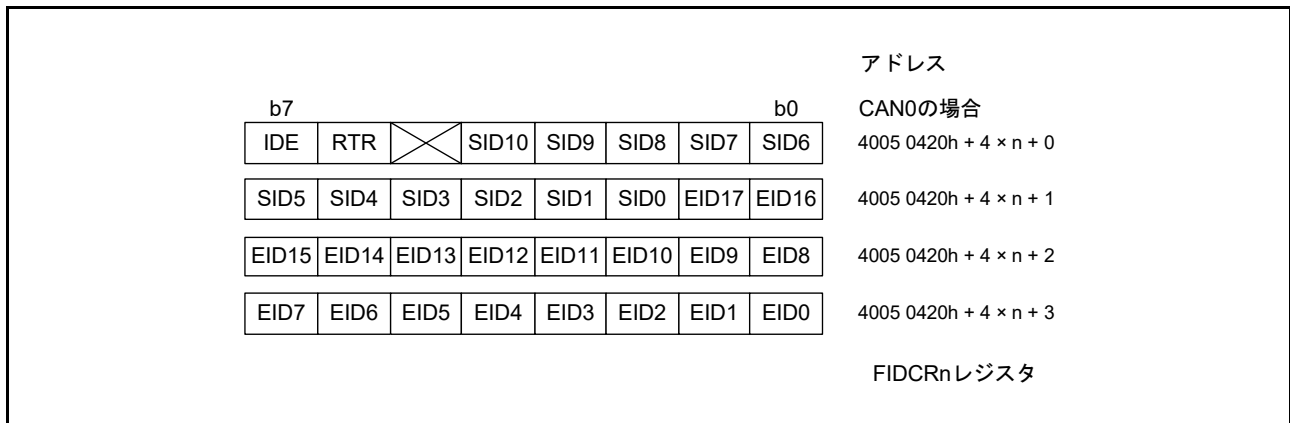 アドレス
b7 b0 CAN0の場合
IDE RTR SID10 SID9 SID8 SID7 SID6 4005 0420h + 4 × n + 0
SID5 SID4 SID3 SID2 SID1 SID0 EID17 EID16 4005 0420h + 4 × n + 1
EID15 EID14 EID13 EID12 EID11 EID10 EID9 EID8 4005 0420h + 4 × n + 2
EID7 EID6 EID5 EID4 EID3 EID2 EID1 EID0 4005 0420h + 4 × n + 3
FIDCRnレジスタ